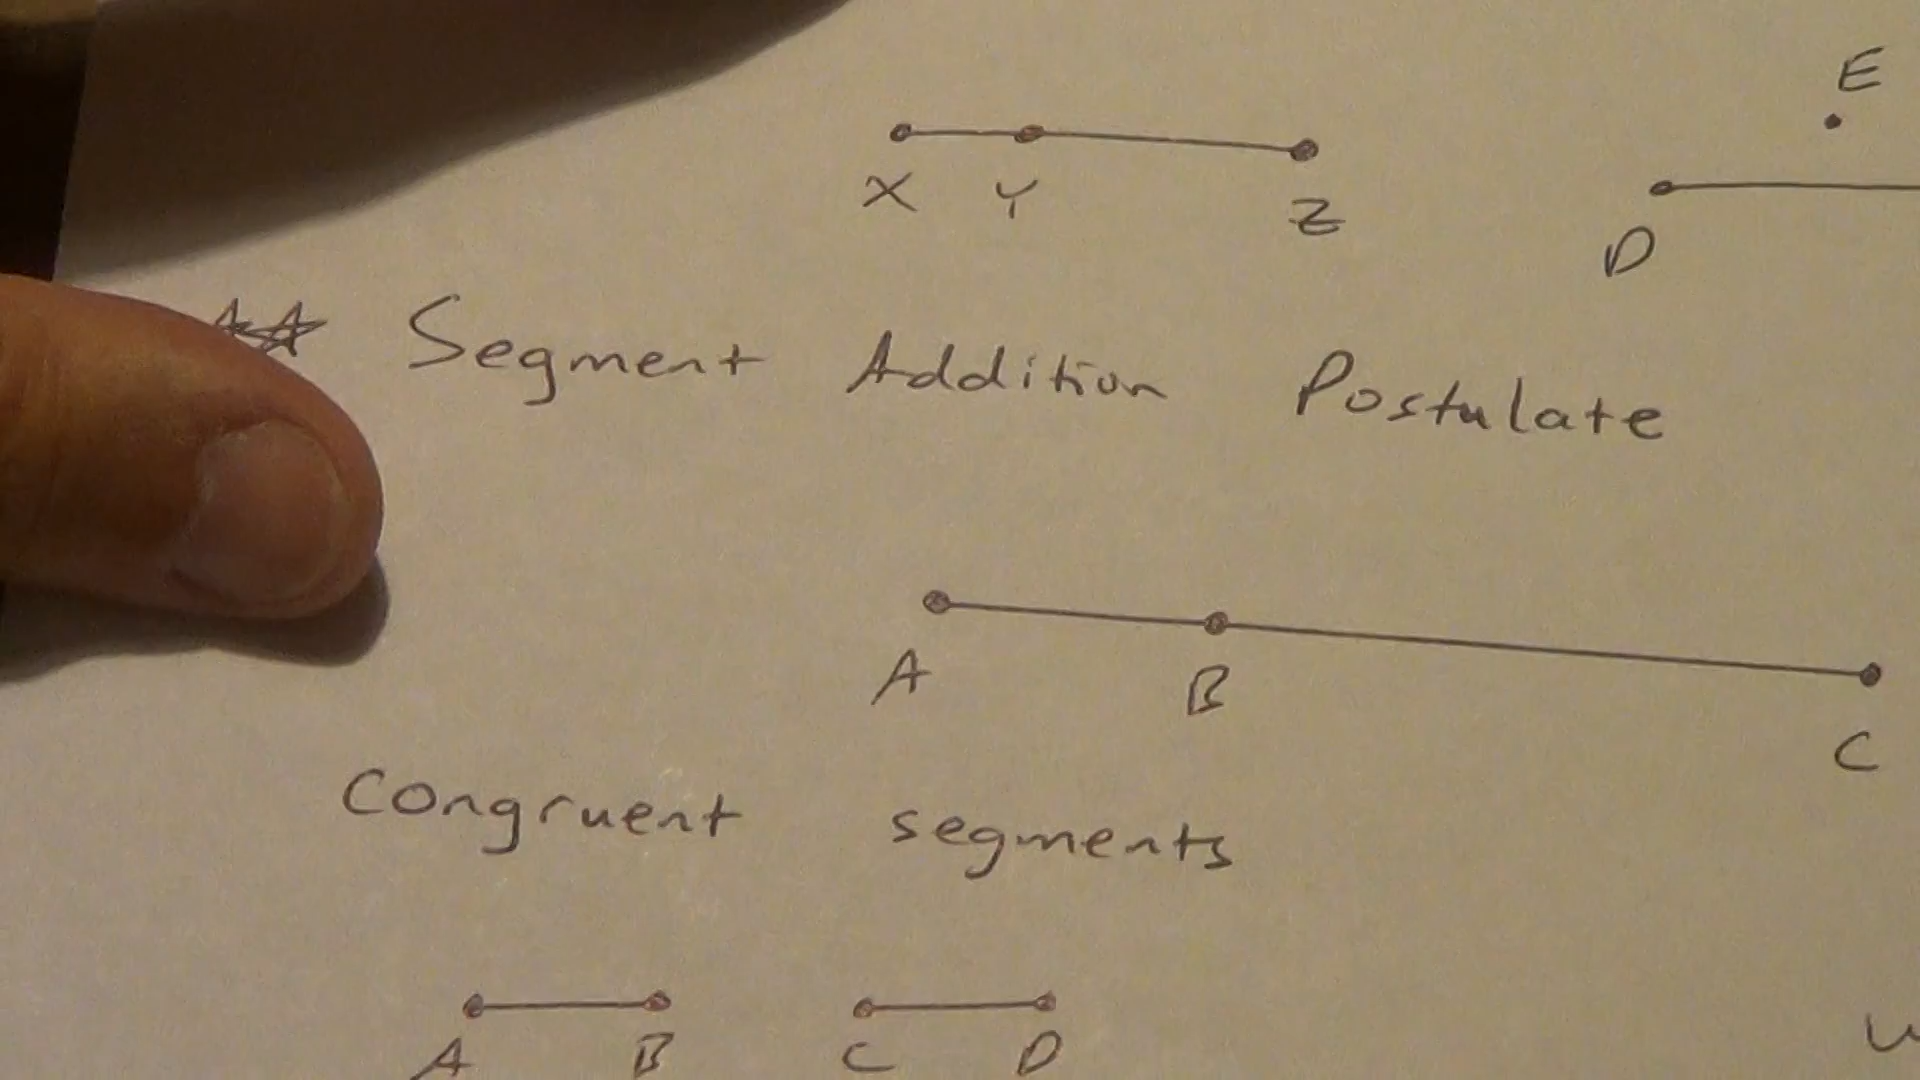 E
X Y Z
D
Segment Addition Postulate
A B
C
Congruent segments
A B C D